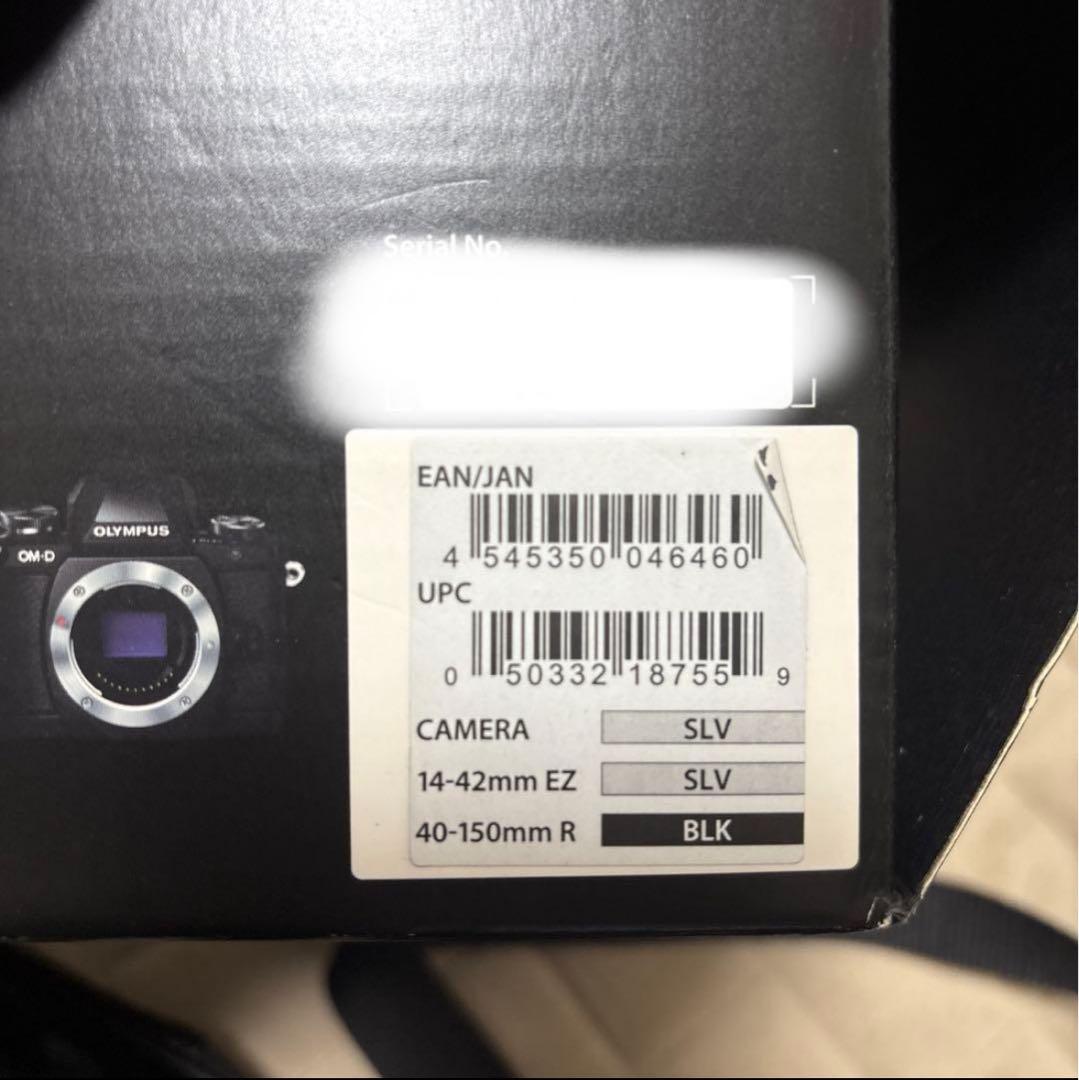 Serial No.
OLYMPUS
OM-D
EAN/JAN
4 545350 046460
UPC
0 50332 18755 9
CAMERA SLV
14-42mm EZ SLV
40-150mm R BLK